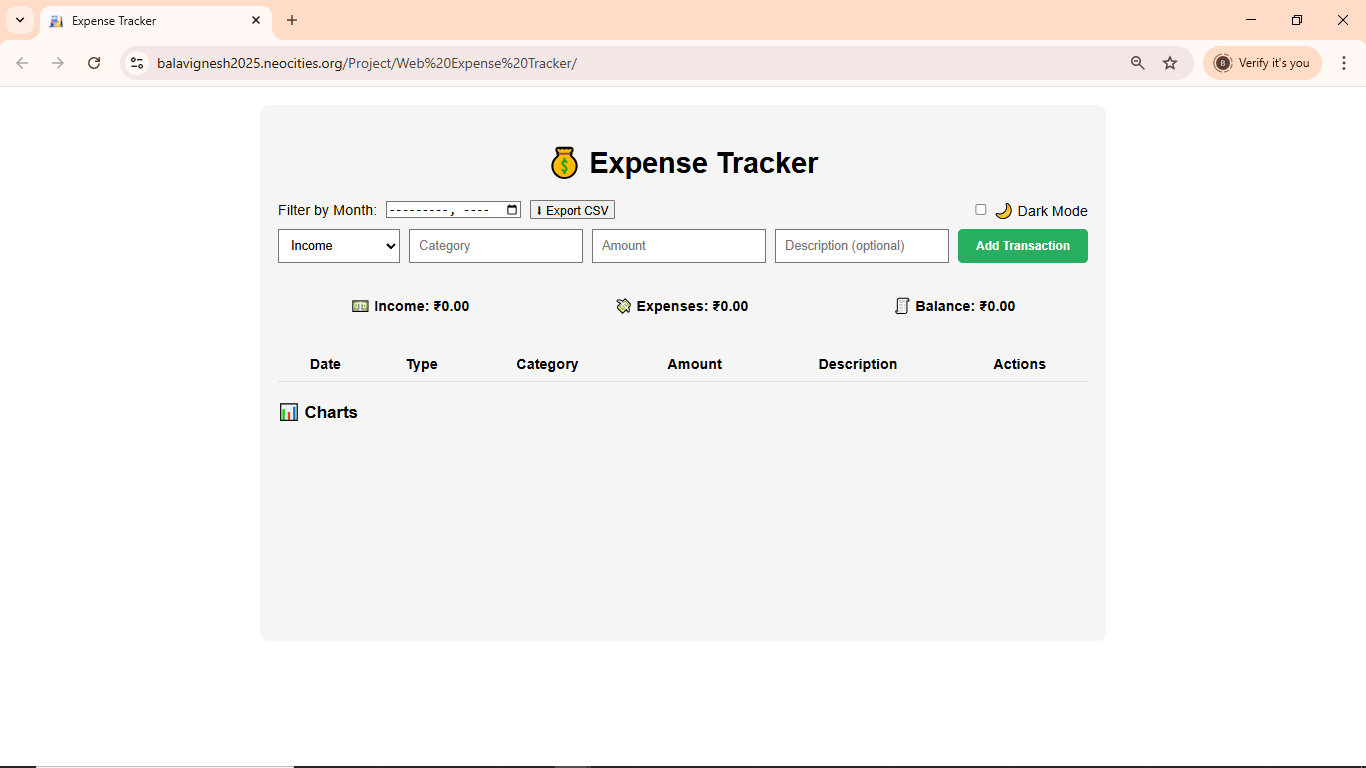 Expense Tracker
balavignesh2025.neocities.org/Project/Web%20Expense%20Tracker/
B
Verify it's you
💰 Expense Tracker
Filter by Month: ---------, ---- ⬇ Export CSV 🌙 Dark Mode
Income Category Amount Description (optional) Add Transaction
💵 Income: ₹0.00 💸 Expenses: ₹0.00 🧾 Balance: ₹0.00
Date Type Category Amount Description Actions
📊 Charts